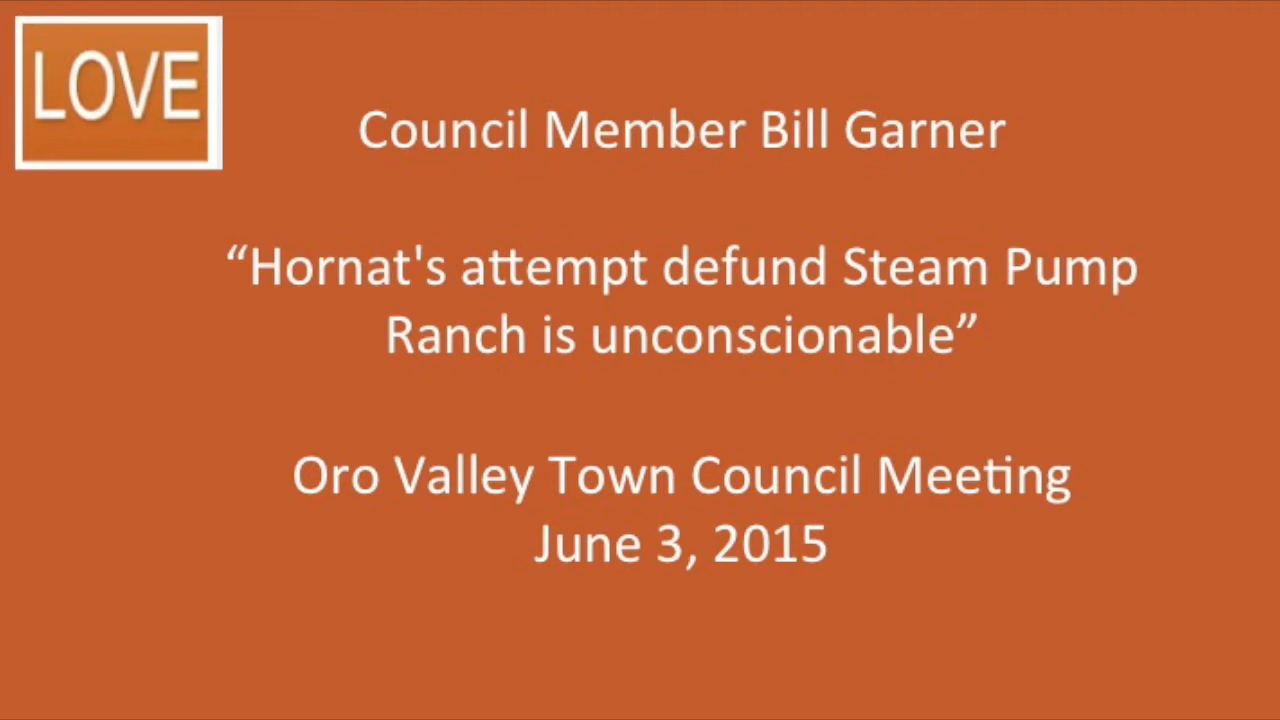 LOVE
Council Member Bill Garner
“Hornat's attempt defund Steam Pump
Ranch is unconscionable”
Oro Valley Town Council Meeting
June 3, 2015